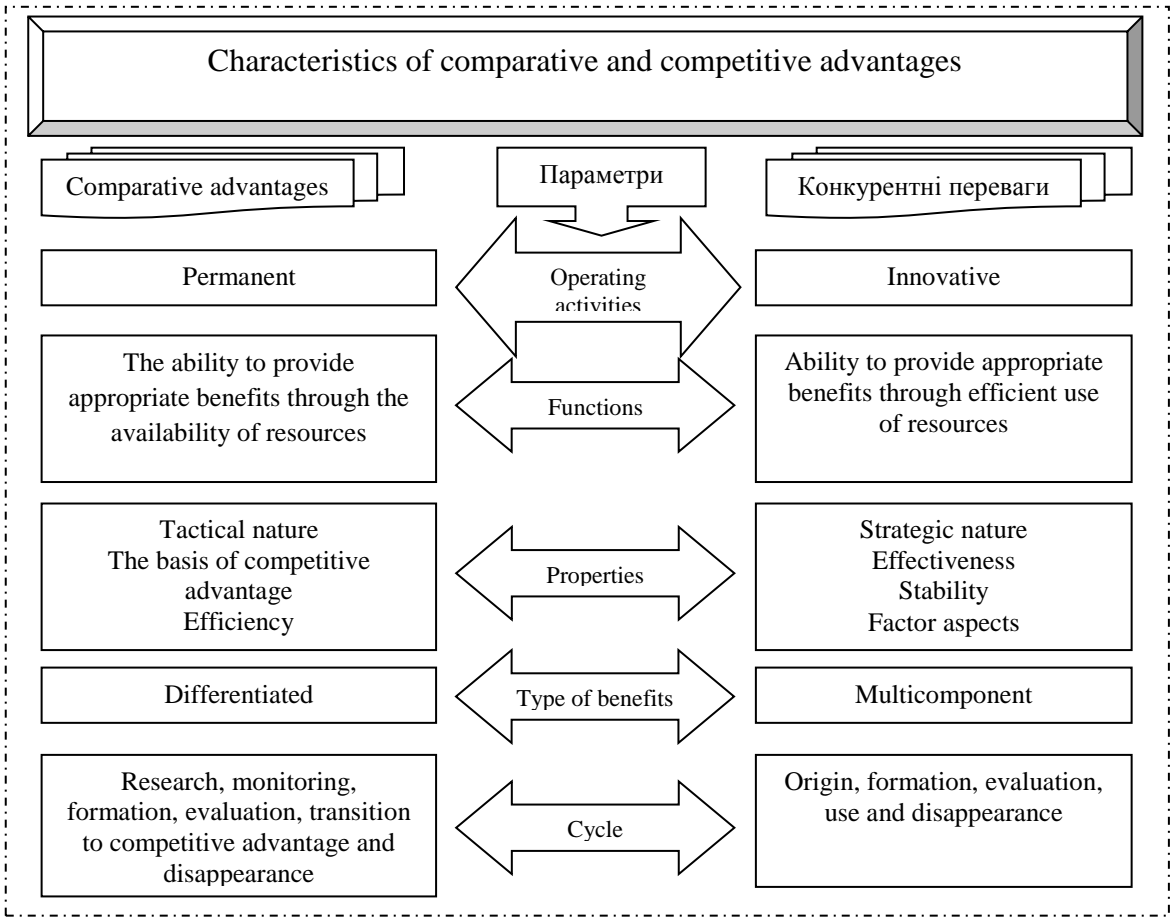 Characteristics of comparative and competitive advantages
Comparative advantages
Параметри
Конкурентні переваги
Permanent
Operating
activities
Innovative
The ability to provide
appropriate benefits through the
availability of resources
Functions
Ability to provide appropriate
benefits through efficient use
of resources
Tactical nature
The basis of competitive
advantage
Efficiency
Properties
Strategic nature
Effectiveness
Stability
Factor aspects
Differentiated
Type of benefits
Multicomponent
Research, monitoring,
formation, evaluation, transition
to competitive advantage and
disappearance
Cycle
Origin, formation, evaluation,
use and disappearance